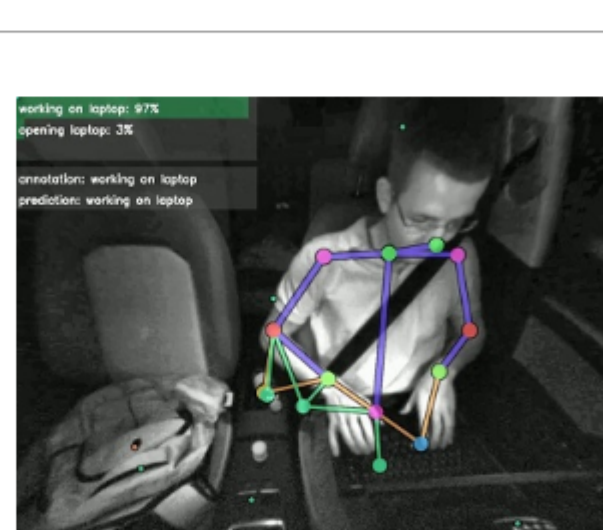 working on laptop: 97%
opening laptop: 3%
annotation: working on laptop
prediction: working on laptop